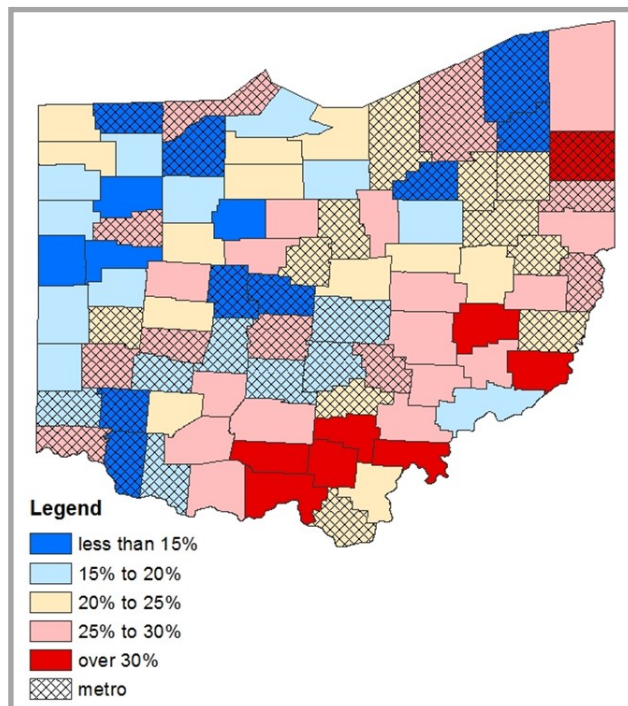 Legend
less than 15%
15% to 20%
20% to 25%
25% to 30%
over 30%
metro